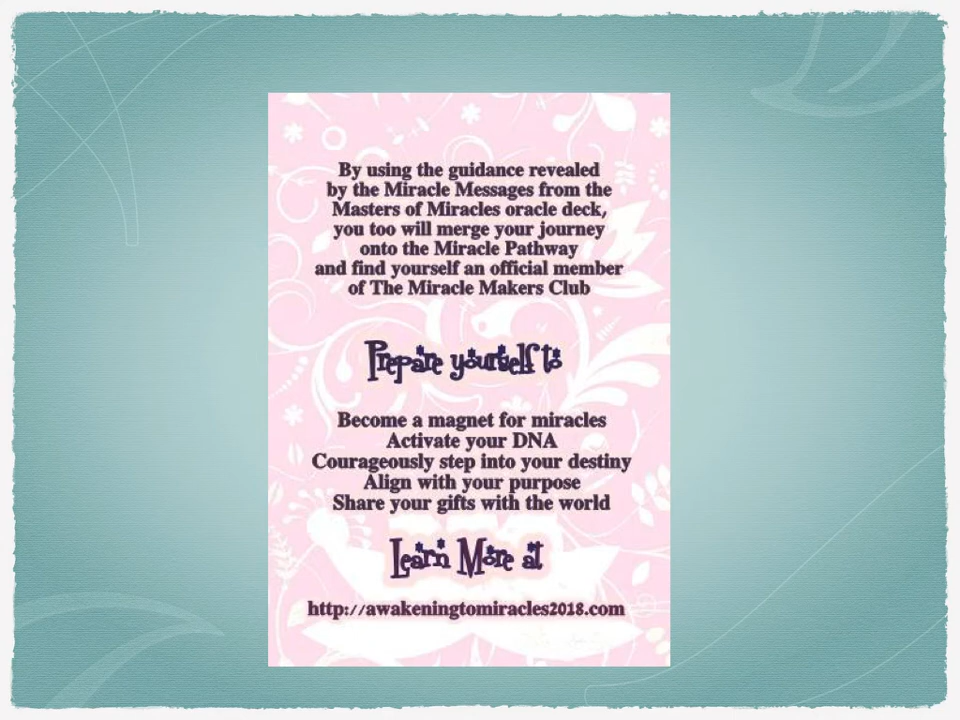 By using the guidance revealed
by the Miracle Messages from the
Masters of Miracles oracle deck,
you too will merge your journey
onto the Miracle Pathway
and find yourself an official member
of The Miracle Makers Club
Prepare yourself to
Become a magnet for miracles
Activate your DNA
Courageously step into your destiny
Align with your purpose
Share your gifts with the world
Learn More at
http://awakeningtomiracles2018.com